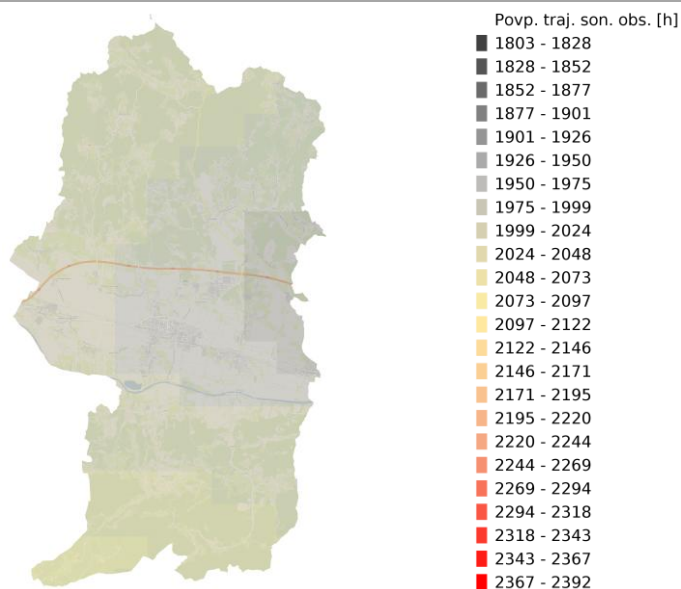 Povp. traj. son. obs. [h]
1803 - 1828
1828 - 1852
1852 - 1877
1877 - 1901
1901 - 1926
1926 - 1950
1950 - 1975
1975 - 1999
1999 - 2024
2024 - 2048
2048 - 2073
2073 - 2097
2097 - 2122
2122 - 2146
2146 - 2171
2171 - 2195
2195 - 2220
2220 - 2244
2244 - 2269
2269 - 2294
2294 - 2318
2318 - 2343
2343 - 2367
2367 - 2392